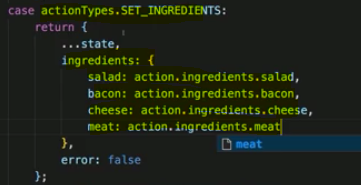 case actionTypes.SET_INGREDIENTS:
return {
...state,
ingredients: {
salad: action.ingredients.salad,
bacon: action.ingredients.bacon,
cheese: action.ingredients.cheese,
meat: action.ingredients.meat
meat
},
error: false
};